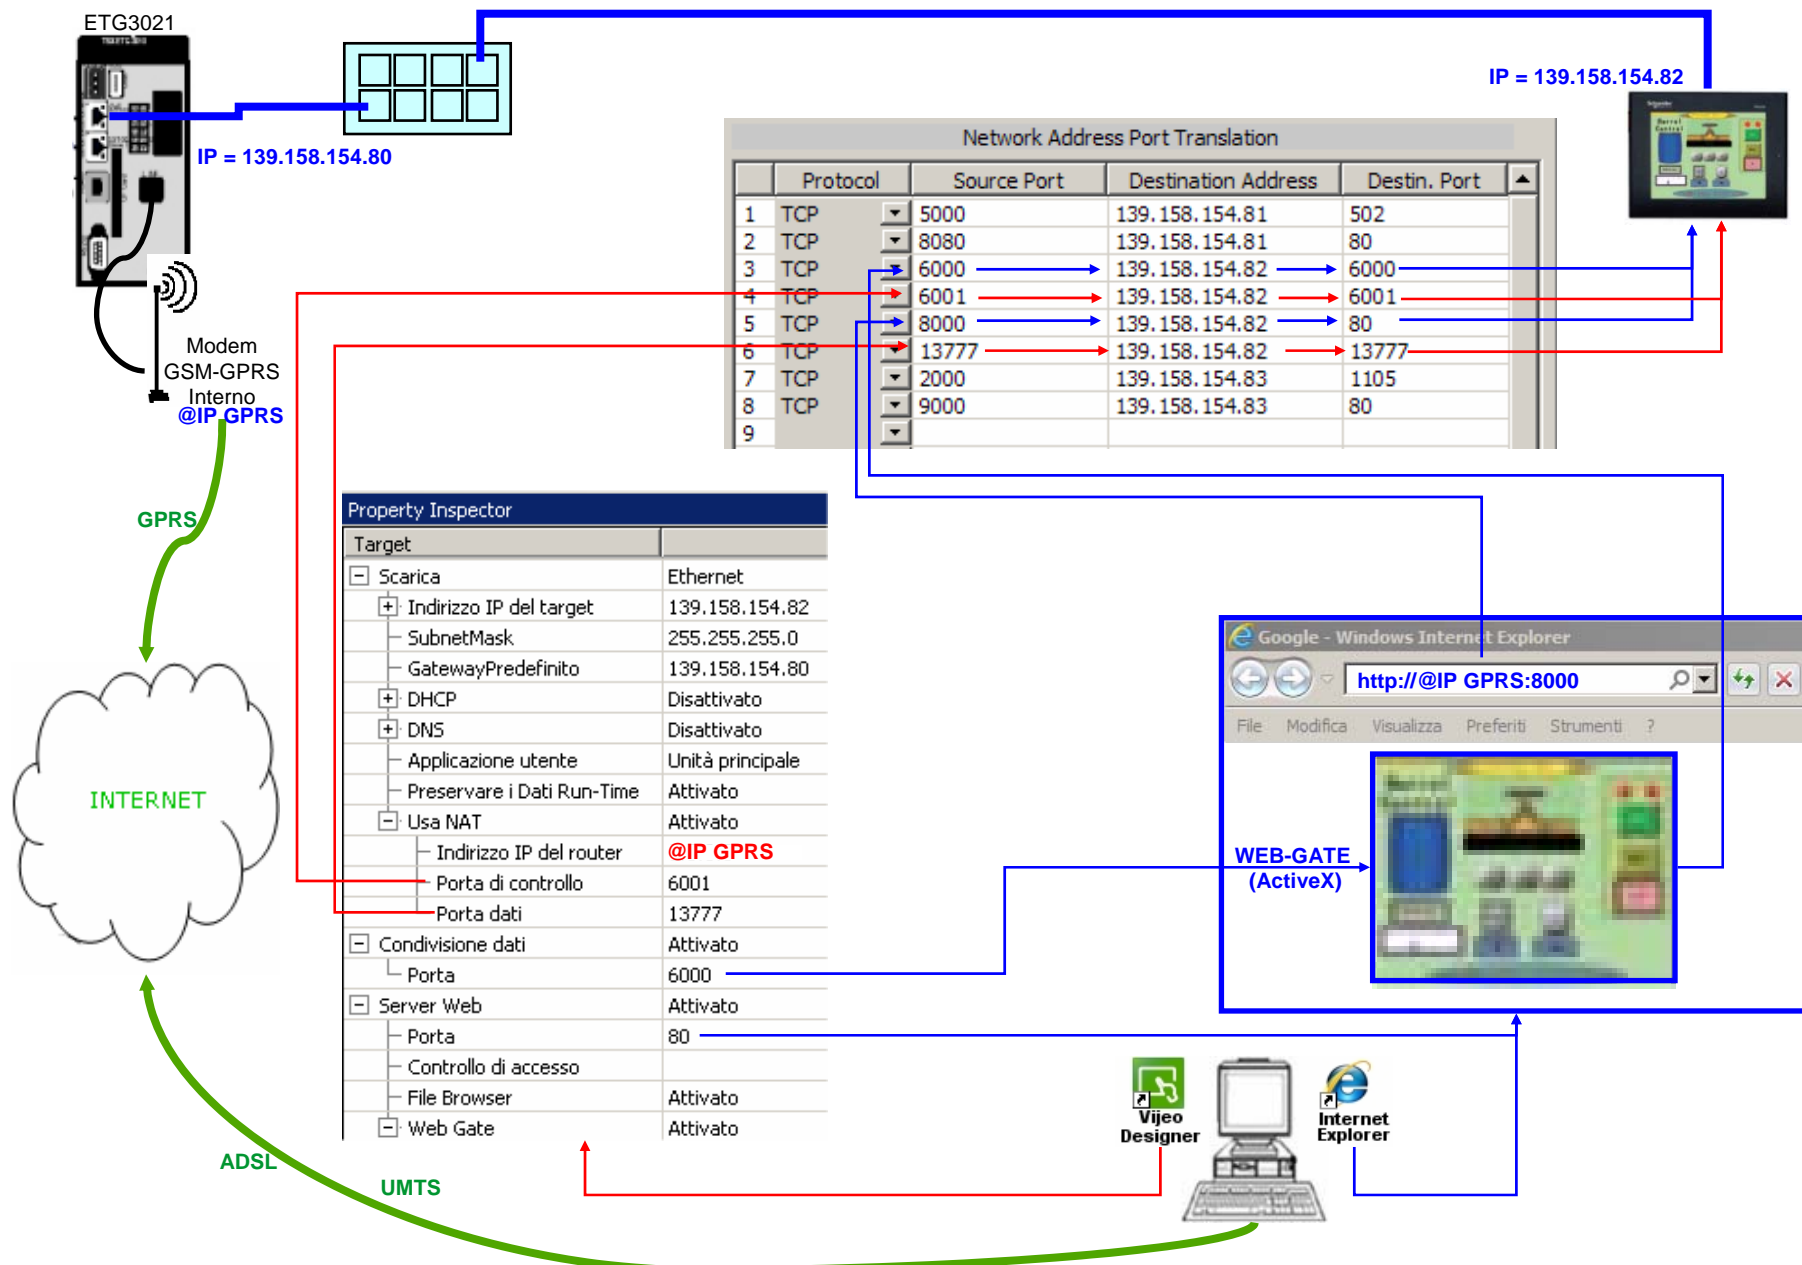 ETG3021
IP = 139.158.154.80
IP = 139.158.154.82
Modem
GSM-GPRS
Interno
@IP GPRS
Network Address Port Translation
Protocol Source Port Destination Address Destin. Port
1 TCP 5000 139.158.154.81 502
2 TCP 8080 139.158.154.81 80
3 TCP 6000 139.158.154.82 6000
4 TCP 6001 139.158.154.82 6001
5 TCP 8000 139.158.154.82 80
6 TCP 13777 139.158.154.82 13777
7 TCP 2000 139.158.154.83 1105
8 TCP 9000 139.158.154.83 80
9
GPRS
INTERNET
ADSL
UMTS
Property Inspector
Target
Scarica Ethernet
Indirizzo IP del target 139.158.154.82
SubnetMask 255.255.255.0
GatewayPredefinito 139.158.154.80
DHCP Disattivato
DNS Disattivato
Applicazione utente Unità principale
Preservare i Dati Run-Time Attivato
Usa NAT Attivato
Indirizzo IP del router @IP GPRS
Porta di controllo 6001
Porta dati 13777
Condivisione dati Attivato
Porta 6000
Server Web Attivato
Porta 80
Controllo di accesso
File Browser Attivato
Web Gate Attivato
Google - Windows Internet Explorer
http://@IP GPRS:8000
File Modifica Visualizza Preferiti Strumenti ?
WEB-GATE
(ActiveX)
Barrel
Control
Vijeo
Designer
Internet
Explorer